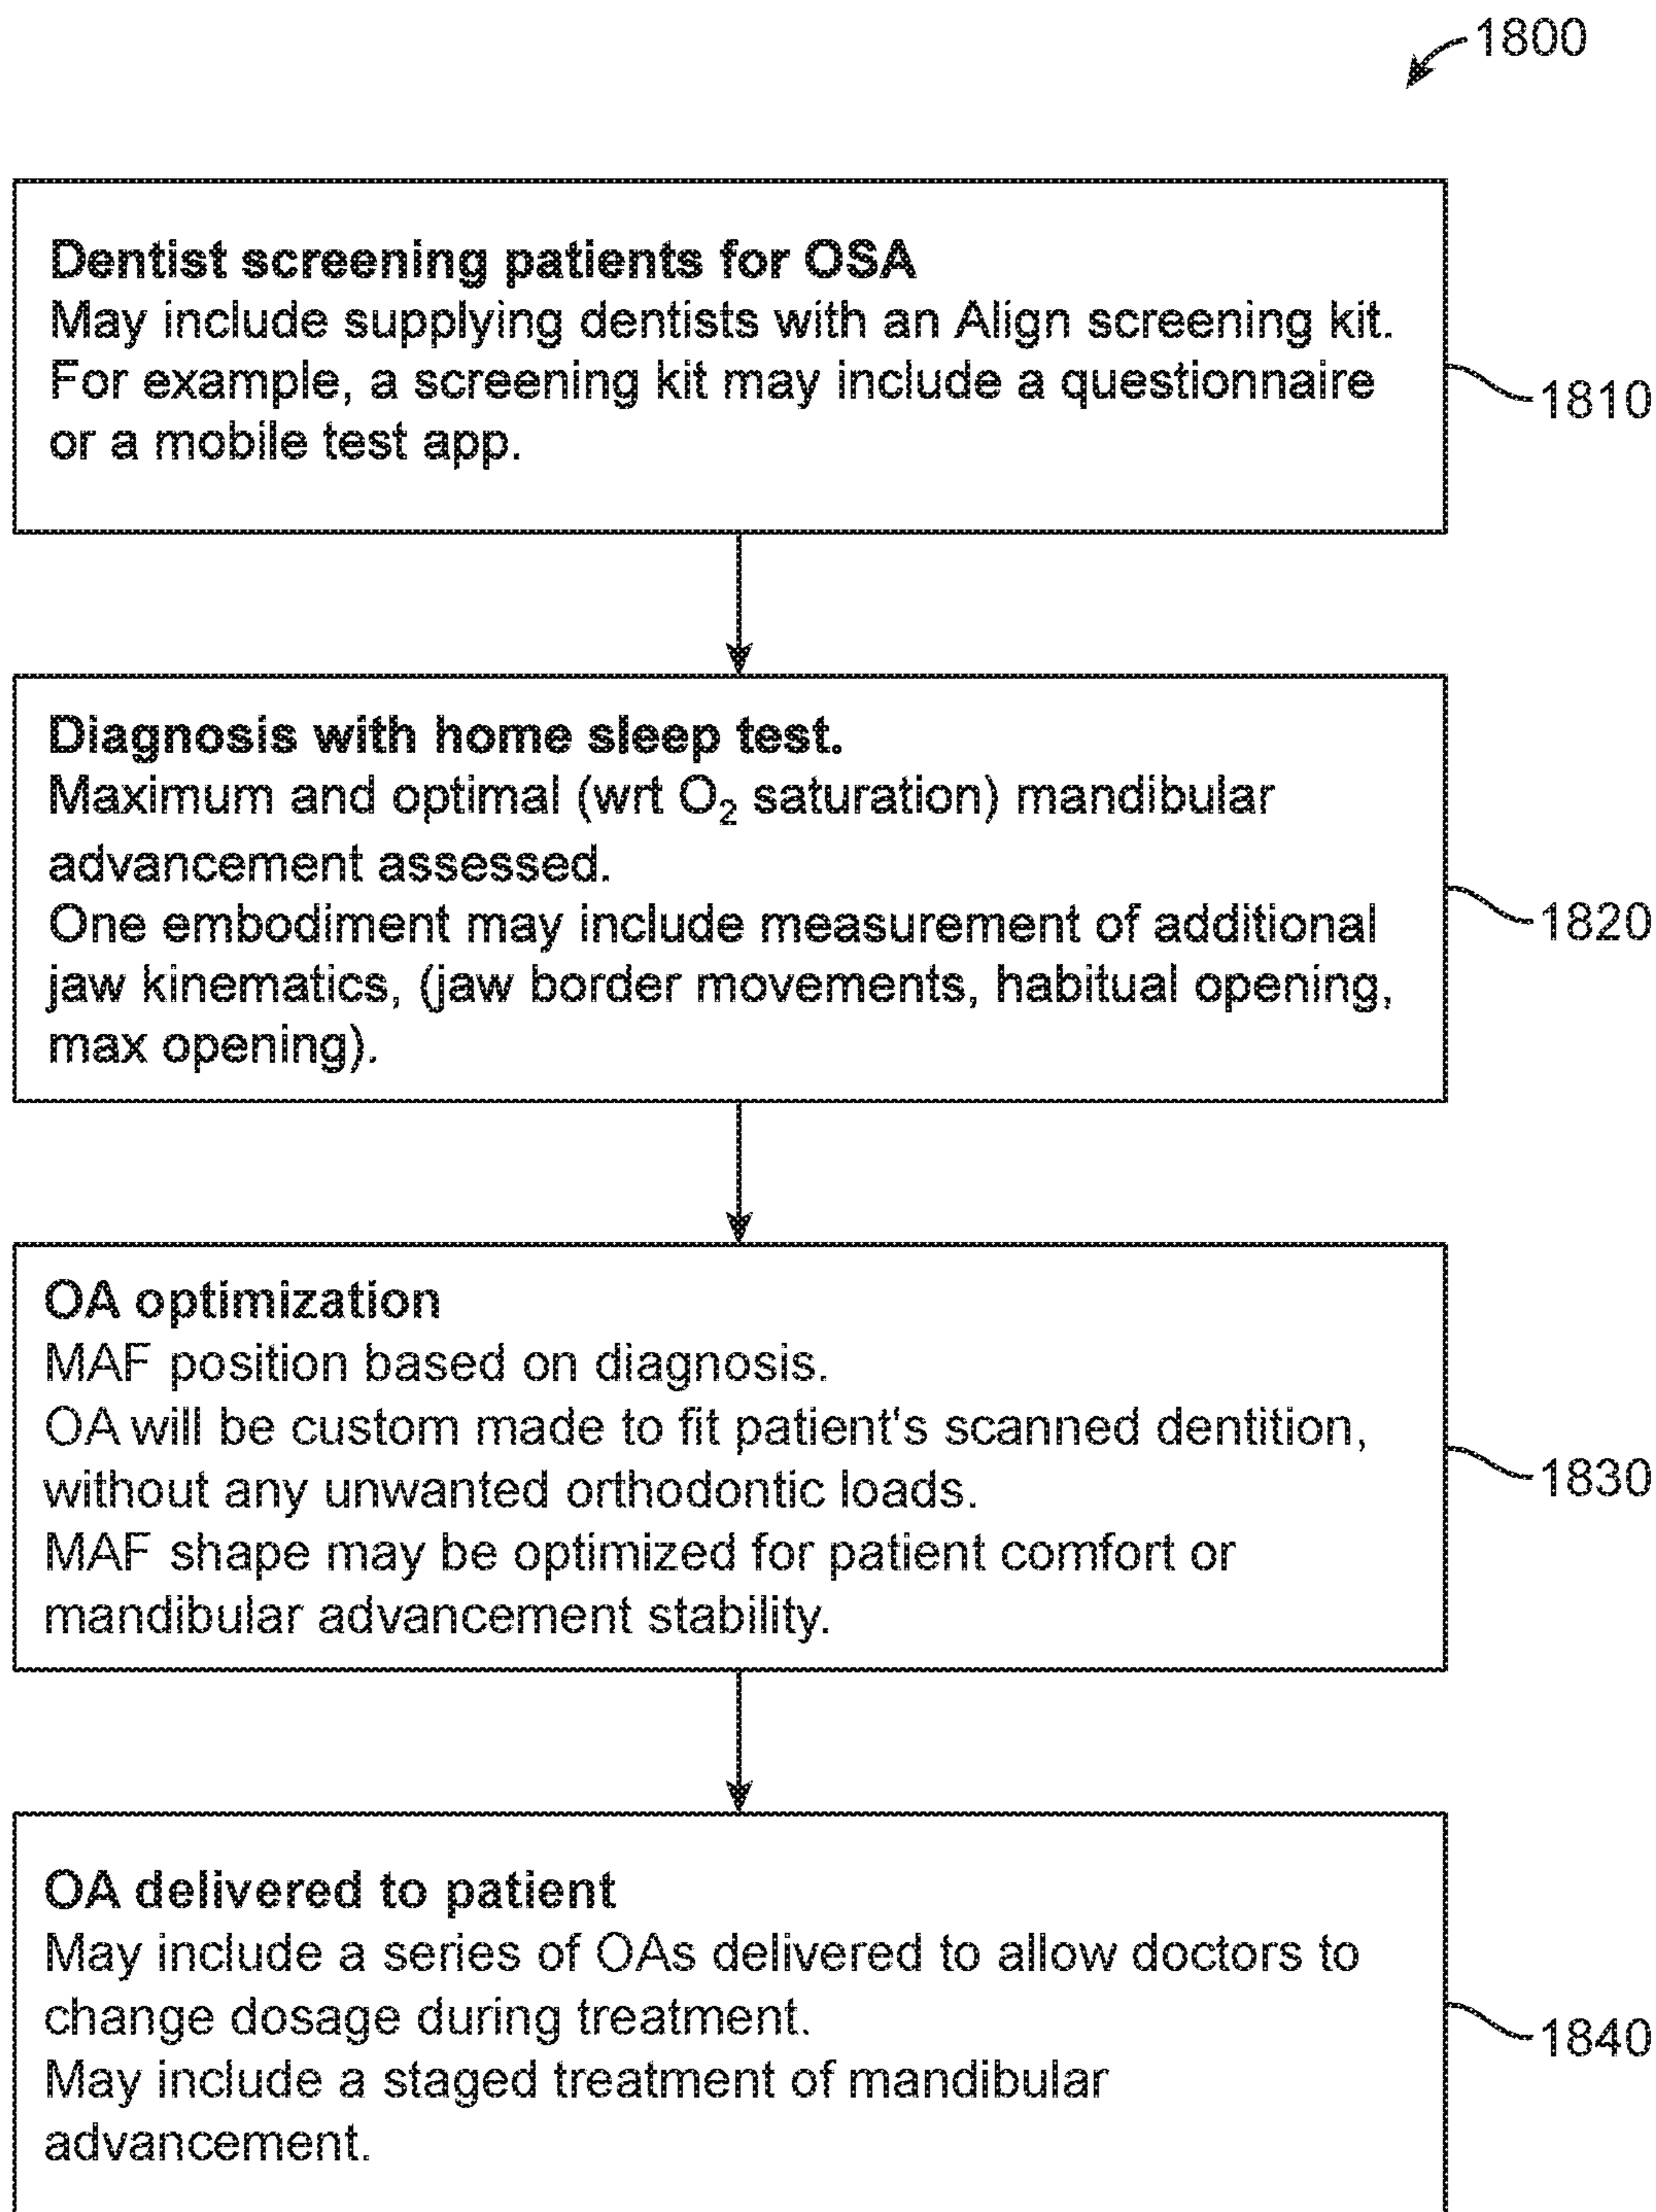 1800
Dentist screening patients for OSA
May include supplying dentists with an Align screening kit.
For example, a screening kit may include a questionnaire
or a mobile test app.
1810
Diagnosis with home sleep test.
Maximum and optimal (wrt O₂ saturation) mandibular
advancement assessed.
One embodiment may include measurement of additional
jaw kinematics, (jaw border movements, habitual opening,
max opening).
1820
OA optimization
MAF position based on diagnosis.
OA will be custom made to fit patient's scanned dentition,
without any unwanted orthodontic loads.
MAF shape may be optimized for patient comfort or
mandibular advancement stability.
1830
OA delivered to patient
May include a series of OAs delivered to allow doctors to
change dosage during treatment.
May include a staged treatment of mandibular
advancement.
1840